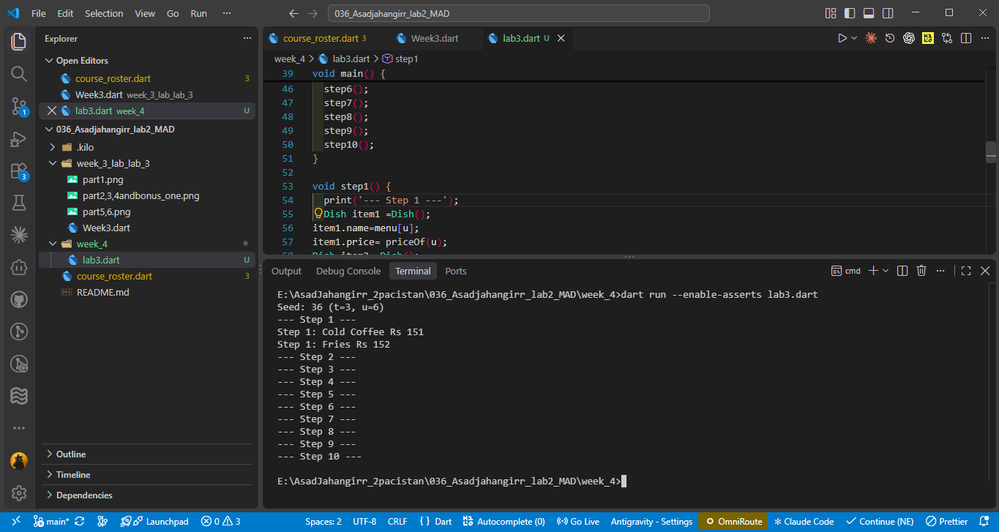 File Edit Selection View Go Run ··· 036_Asadjahangirr_lab2_MAD
Explorer ···
Open Editors
course_roster.dart 3
Week3.dart week_3_lab_lab_3
lab3.dart week_4 U
036_Asadjahangirr_lab2_MAD
.kilo
week_3_lab_lab_3
part1.png
part2,3,4andbonus_one.png
part5,6.png
Week3.dart
week_4
lab3.dart U
course_roster.dart 3
README.md
Outline
Timeline
Dependencies
1
3
course_roster.dart 3 Week3.dart lab3.dart U
week_4 > lab3.dart > step1
39 void main() {
46 step6();
47 step7();
48 step8();
49 step9();
50 step10();
51 }
52
53 void step1() {
54 print('--- Step 1 ---');
55 Dish item1 =Dish();
56 item1.name=menu[u];
57 item1.price= priceOf(u);
Output Debug Console Terminal Ports cmd
E:\AsadJahangirr_2pacistan\036_Asadjahangirr_lab2_MAD\week_4>dart run --enable-asserts lab3.dart
Seed: 36 (t=3, u=6)
--- Step 1 ---
Step 1: Cold Coffee Rs 151
Step 1: Fries Rs 152
--- Step 2 ---
--- Step 3 ---
--- Step 4 ---
--- Step 5 ---
--- Step 6 ---
--- Step 7 ---
--- Step 8 ---
--- Step 9 ---
--- Step 10 ---
E:\AsadJahangirr_2pacistan\036_Asadjahangirr_lab2_MAD\week_4>
main* Launchpad 0 3 Spaces: 2 UTF-8 CRLF { } Dart Autocomplete (0) Go Live Antigravity - Settings OmniRoute Claude Code Continue (NE) Prettier